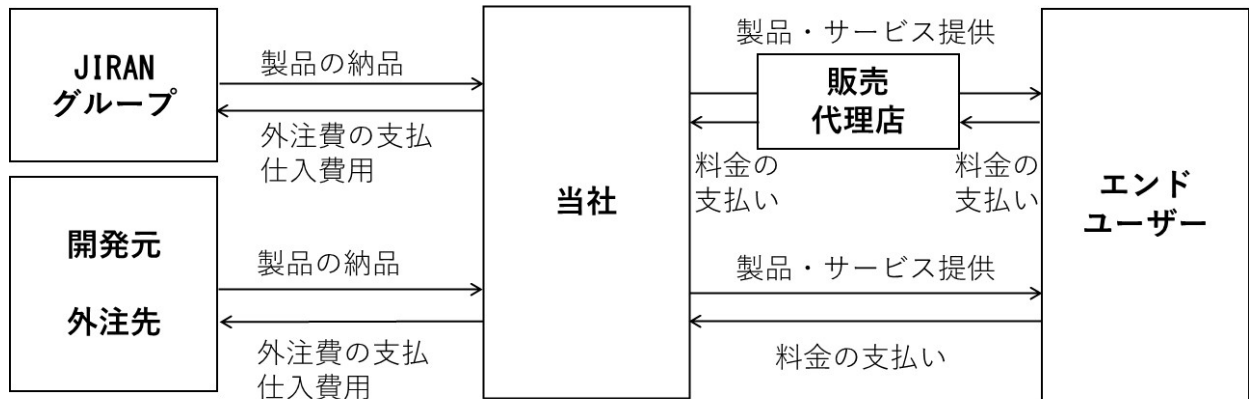 JIRAN
グループ
製品の納品
外注費の支払
仕入費用
開発元
外注先
製品の納品
外注費の支払
仕入費用
当社
製品・サービス提供
販売
代理店
料金の
支払い
料金の
支払い
製品・サービス提供
料金の支払い
エンド
ユーザー